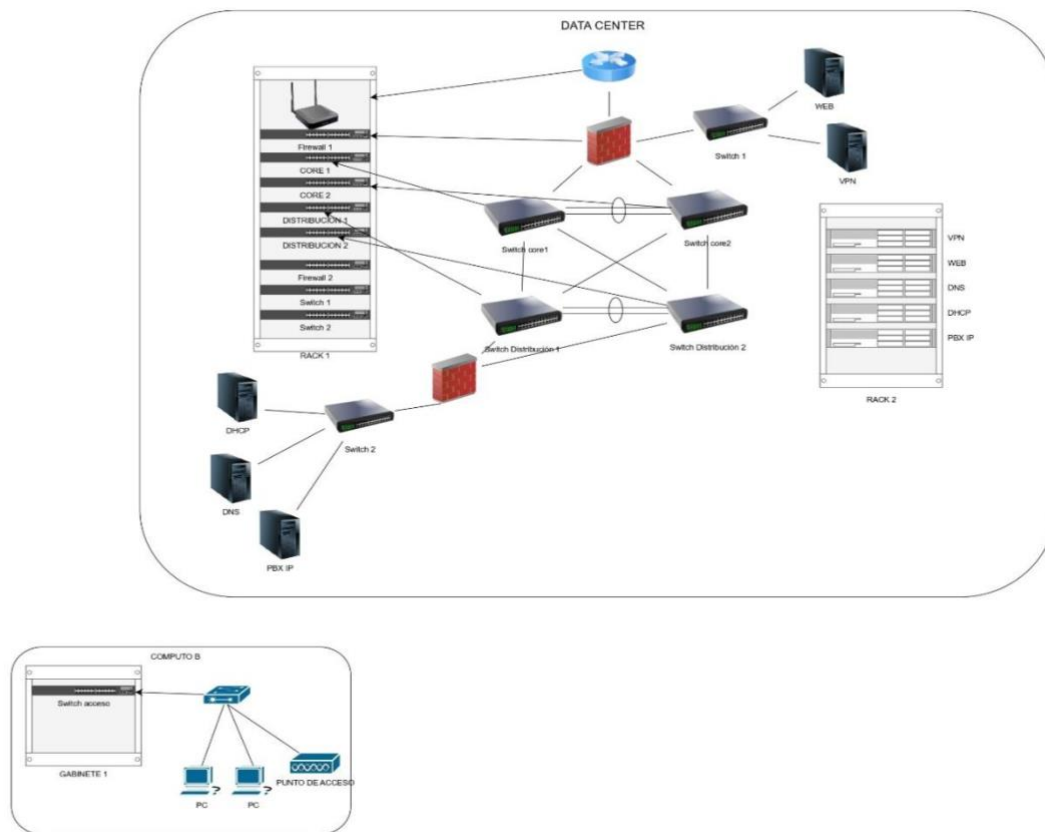 DATA CENTER
WEB
Firewall 1
Switch 1
CORE 1
VPN
CORE 2
DISTRIBUCIÓN 1
Switch core1
Switch core2
DISTRIBUCIÓN 2
VPN
Firewall 2
WEB
Switch 1
DNS
Switch 2
DHCP
RACK 1
Switch Distribución 1
Switch Distribución 2
PBX IP
RACK 2
DHCP
Switch 2
DNS
PBX IP
COMPUTO B
Switch acceso
GABINETE 1
? ?
PUNTO DE ACCESO
PC
PC